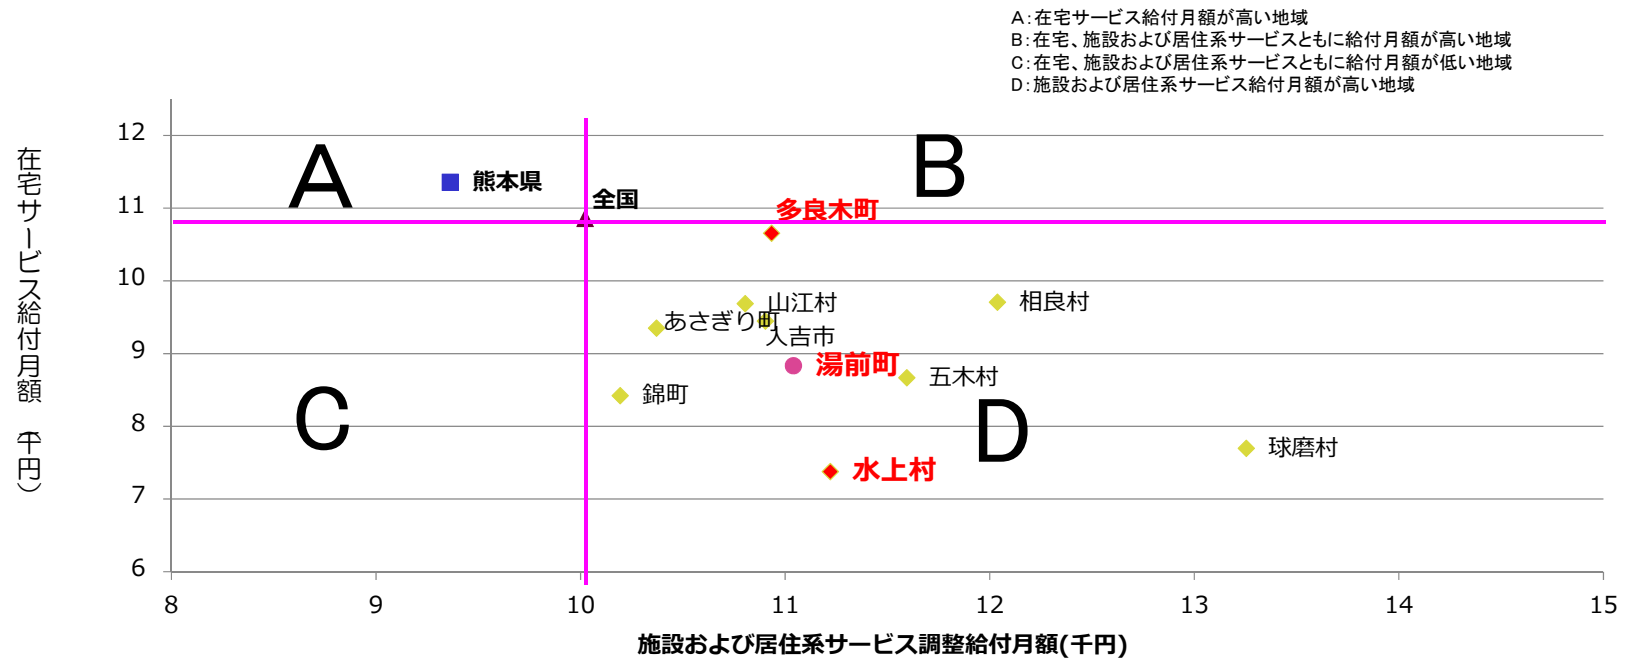 A:在宅サービス給付月額が高い地域
B:在宅、施設および居住系サービスともに給付月額が高い地域
C:在宅、施設および居住系サービスともに給付月額が低い地域
D:施設および居住系サービス給付月額が高い地域
在宅サービス給付月額（千円）
12
11
10
9
8
7
6
A
B
C
D
熊本県
全国
多良木町
山江村
相良村
あさぎり町
人吉市
湯前町
五木村
錦町
球磨村
水上村
8 9 10 11 12 13 14 15
施設および居住系サービス調整給付月額(千円)